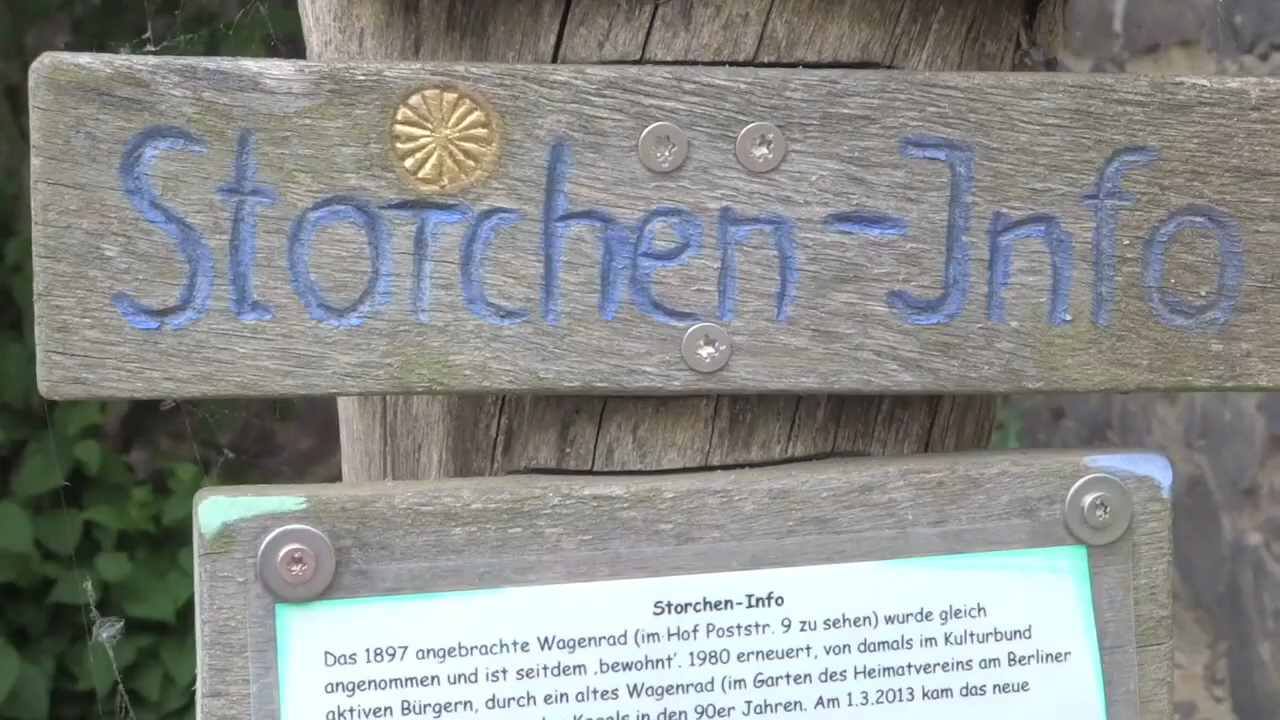 Storchen-Info
Storchen-Info
Das 1897 angebrachte Wagenrad (im Hof Poststr. 9 zu sehen) wurde gleich
angenommen und ist seitdem ‚bewohnt‘. 1980 erneuert, von damals im Kulturbund
aktiven Bürgern, durch ein altes Wagenrad (im Garten des Heimatvereins am Berliner
Kegels in den 90er Jahren. Am 1.3.2013 kam das neue